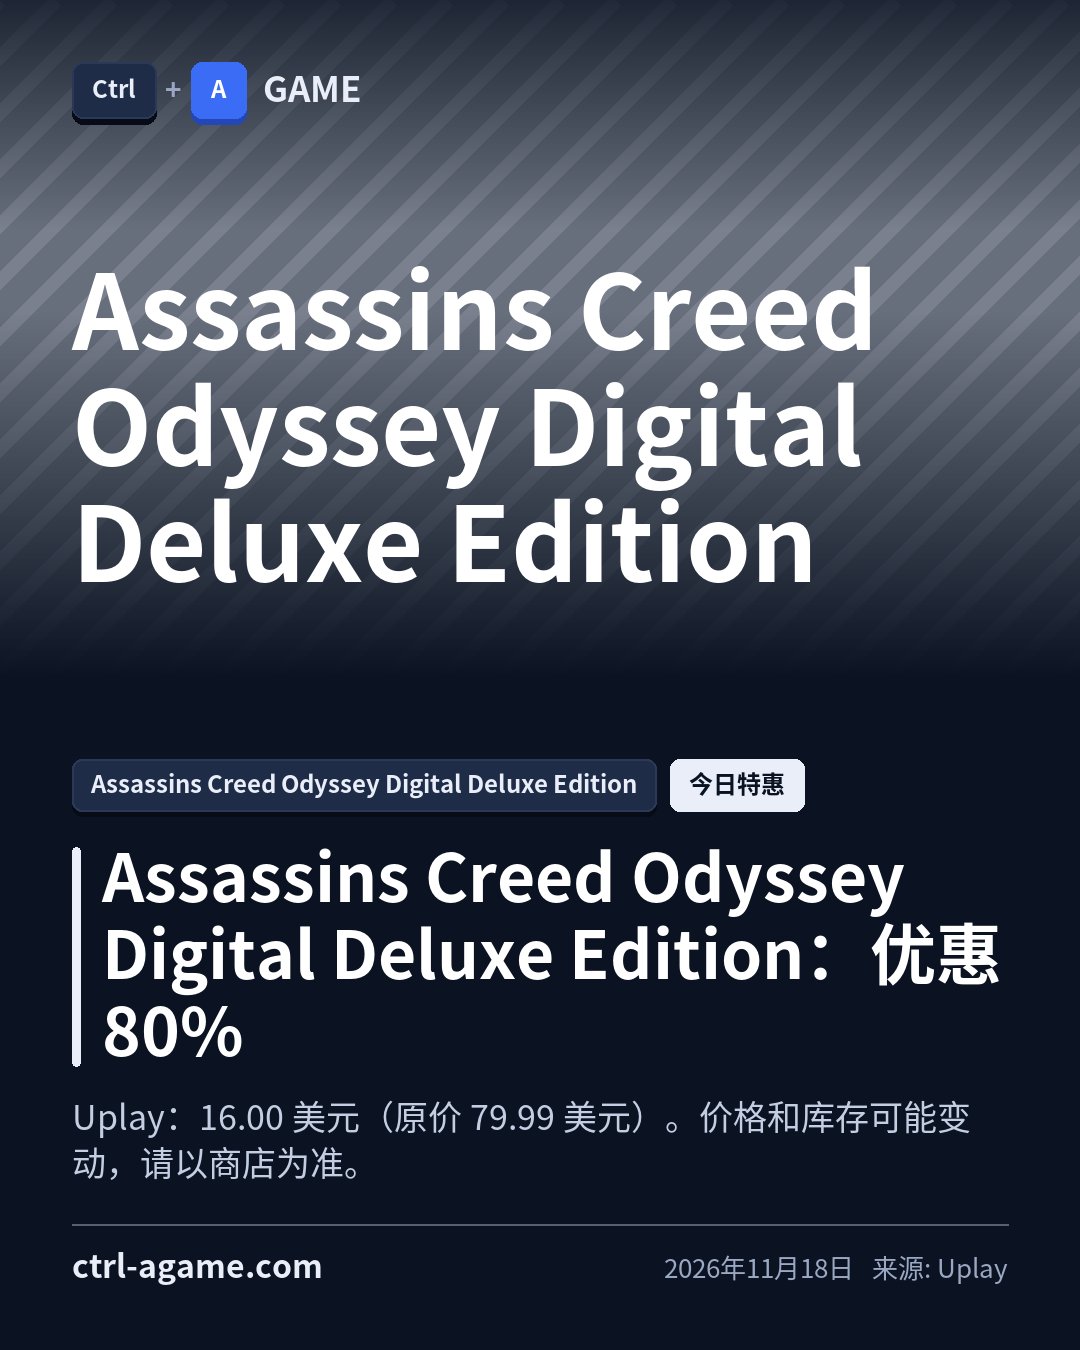 Ctrl + A GAME
Assassins Creed
Odyssey Digital
Deluxe Edition
Assassins Creed Odyssey Digital Deluxe Edition 今日特惠
Assassins Creed Odyssey
Digital Deluxe Edition：优惠
80%
Uplay：16.00 美元（原价 79.99 美元）。价格和库存可能变
动，请以商店为准。
ctrl-agame.com 2026年11月18日 来源: Uplay